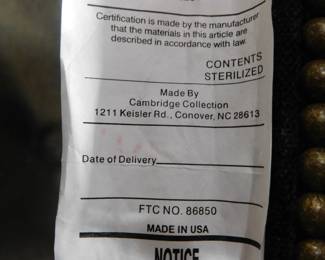 Certification is made by the manufacturer
that the materials in this article are
described in accordance with law.
CONTENTS
STERILIZED
Made By
Cambridge Collection
1211 Keisler Rd., Conover, NC 28613
Date of Delivery
FTC NO. 86850
MADE IN USA
NOTICE